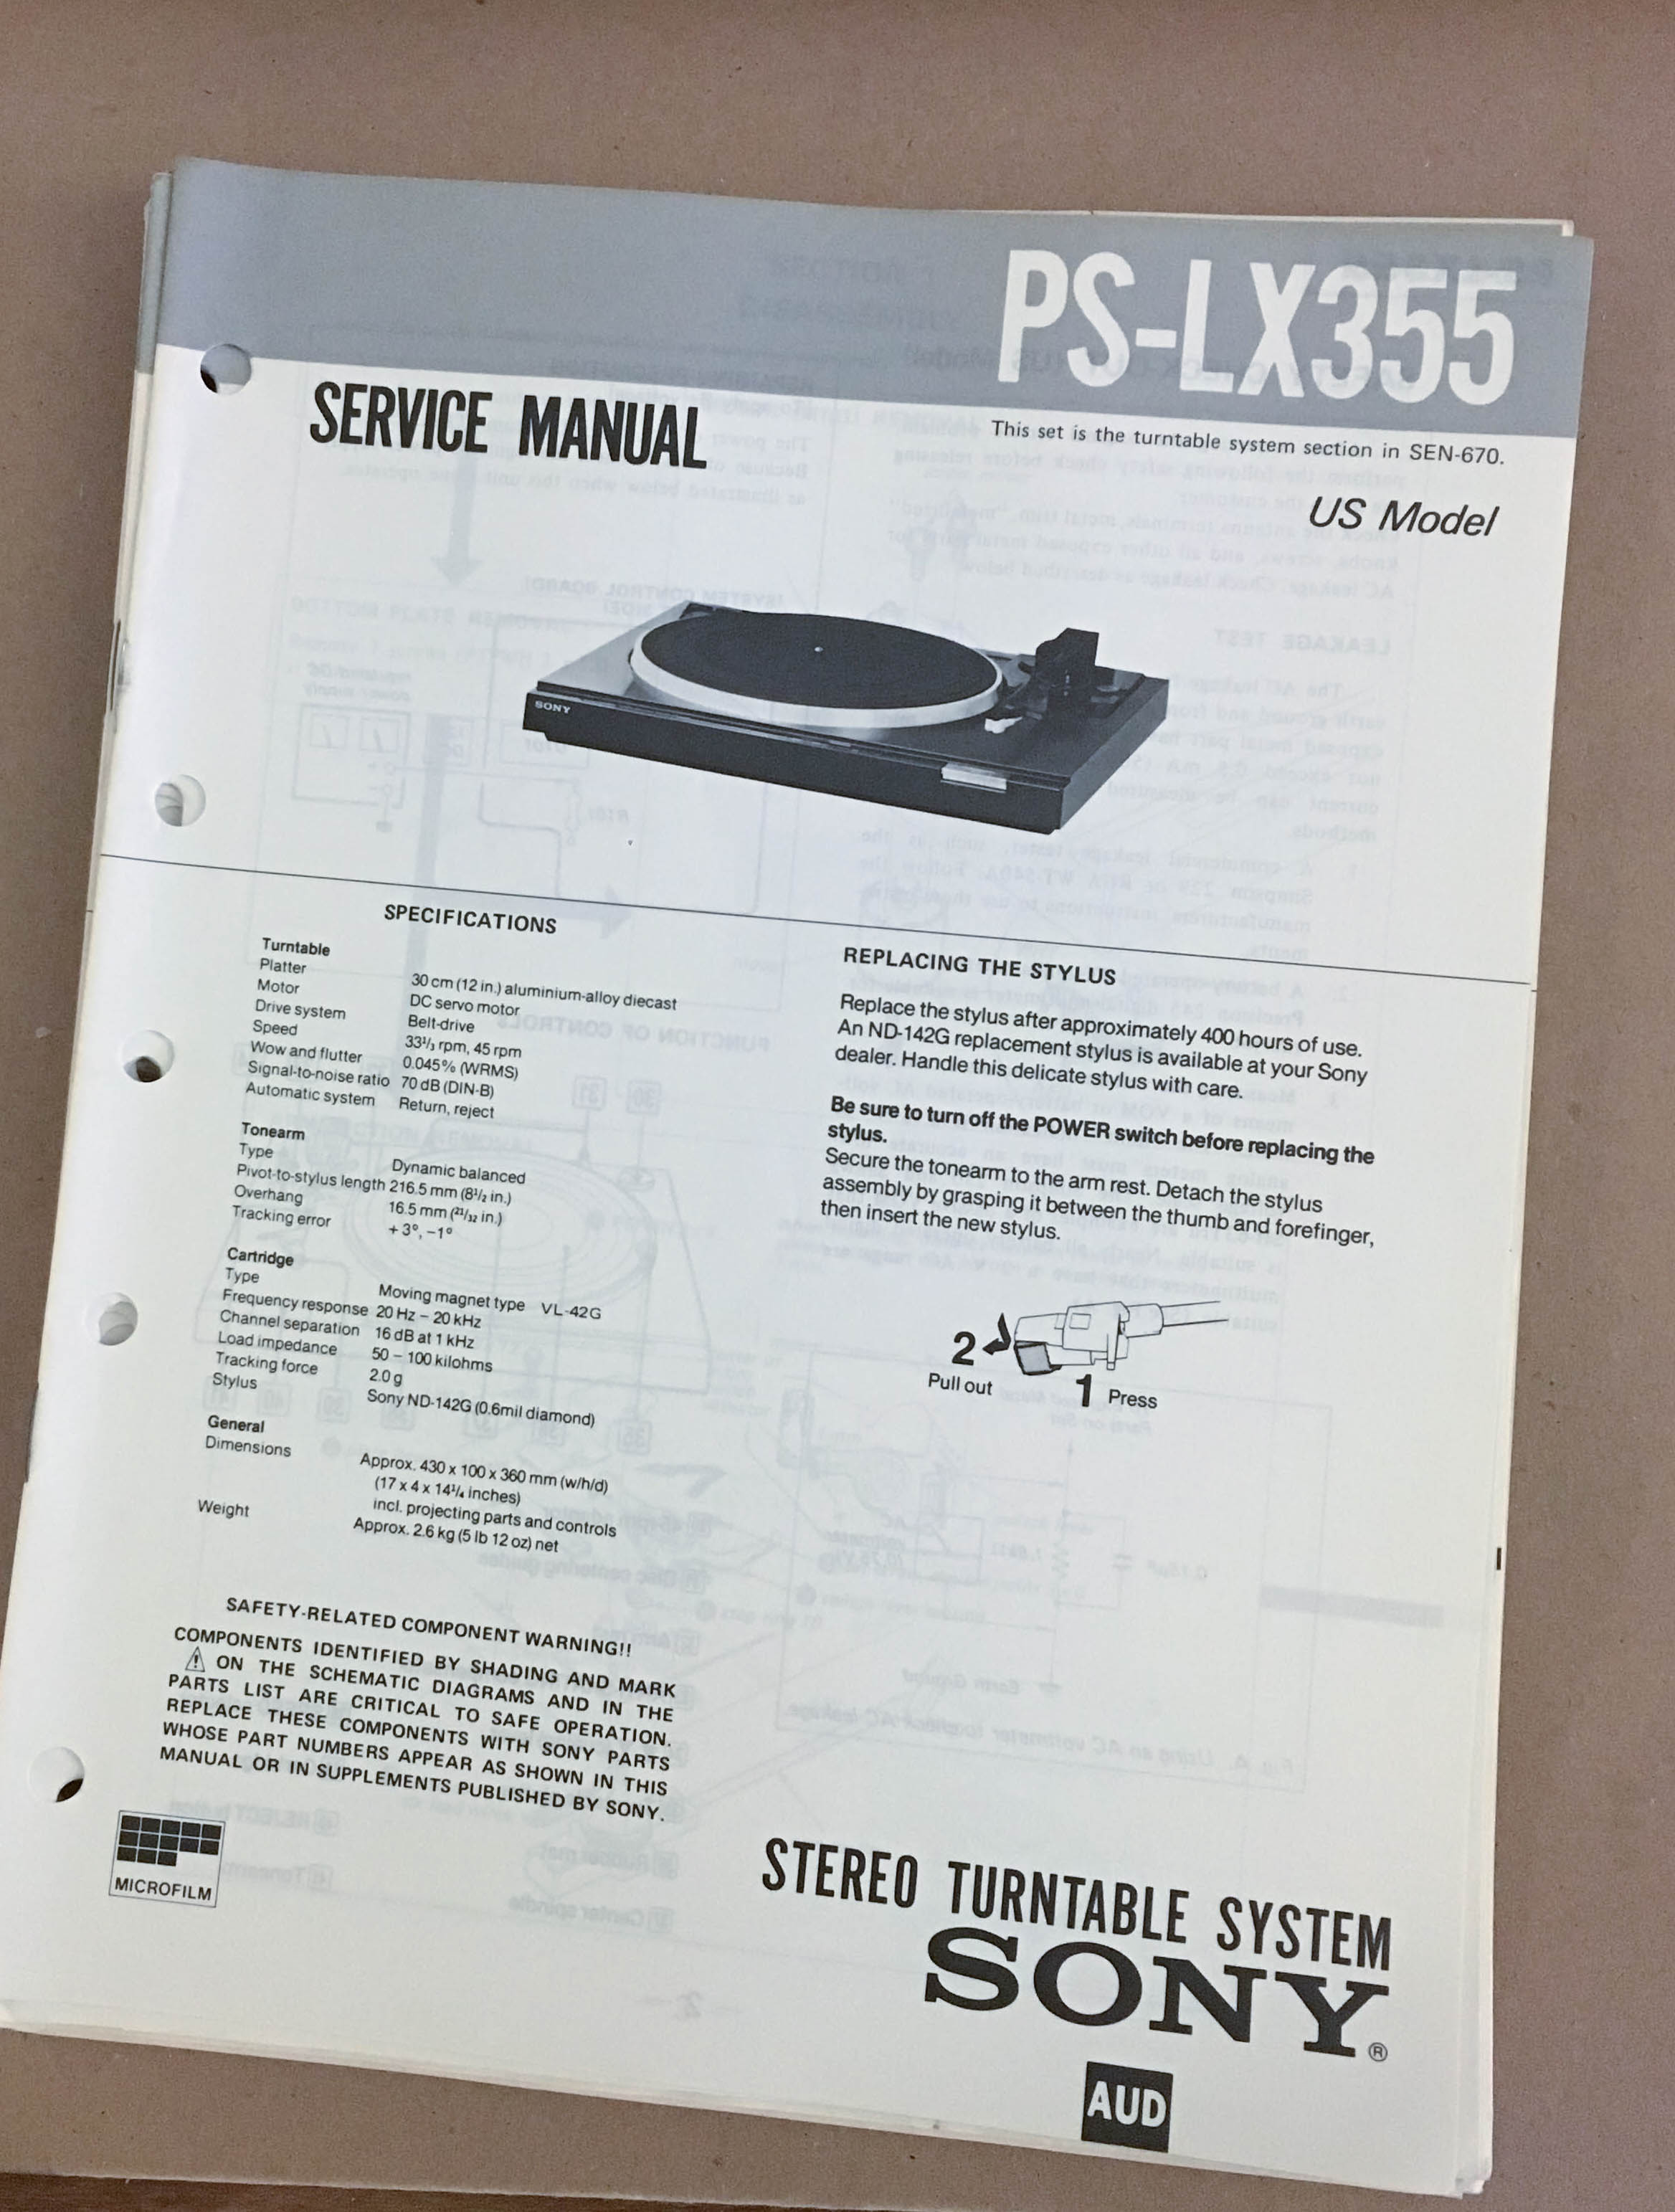 PS-LX355
SERVICE MANUAL
This set is the turntable system section in SEN-670.
US Model
SONY
SPECIFICATIONS
Turntable
Platter 30 cm (12 in.) aluminium-alloy diecast
Motor DC servo motor
Drive system Belt-drive
Speed 33¹/₃ rpm, 45 rpm
Wow and flutter 0.045% (WRMS)
Signal-to-noise ratio 70 dB (DIN-B)
Automatic system Return, reject
Tonearm
Type Dynamic balanced
Pivot-to-stylus length 216.5 mm (8¹/₂ in.)
Overhang 16.5 mm (²¹/₃₂ in.)
Tracking error +3°, −1°
Cartridge
Type Moving magnet type VL-42G
Frequency response 20 Hz – 20 kHz
Channel separation 16 dB at 1 kHz
Load impedance 50 – 100 kilohms
Tracking force 2.0 g
Stylus Sony ND-142G (0.6mil diamond)
General
Dimensions Approx. 430 x 100 x 360 mm (w/h/d)
(17 x 4 x 14¹/₄ inches)
incl. projecting parts and controls
Weight Approx. 2.6 kg (5 lb 12 oz) net
SAFETY-RELATED COMPONENT WARNING!!
COMPONENTS IDENTIFIED BY SHADING AND MARK
⚠ ON THE SCHEMATIC DIAGRAMS AND IN THE
PARTS LIST ARE CRITICAL TO SAFE OPERATION.
REPLACE THESE COMPONENTS WITH SONY PARTS
WHOSE PART NUMBERS APPEAR AS SHOWN IN THIS
MANUAL OR IN SUPPLEMENTS PUBLISHED BY SONY.
MICROFILM
REPLACING THE STYLUS
Replace the stylus after approximately 400 hours of use.
An ND-142G replacement stylus is available at your Sony
dealer. Handle this delicate stylus with care.
Be sure to turn off the POWER switch before replacing the
stylus.
Secure the tonearm to the arm rest. Detach the stylus
assembly by grasping it between the thumb and forefinger,
then insert the new stylus.
2
Pull out
1 Press
STEREO TURNTABLE SYSTEM
SONY®
AUD